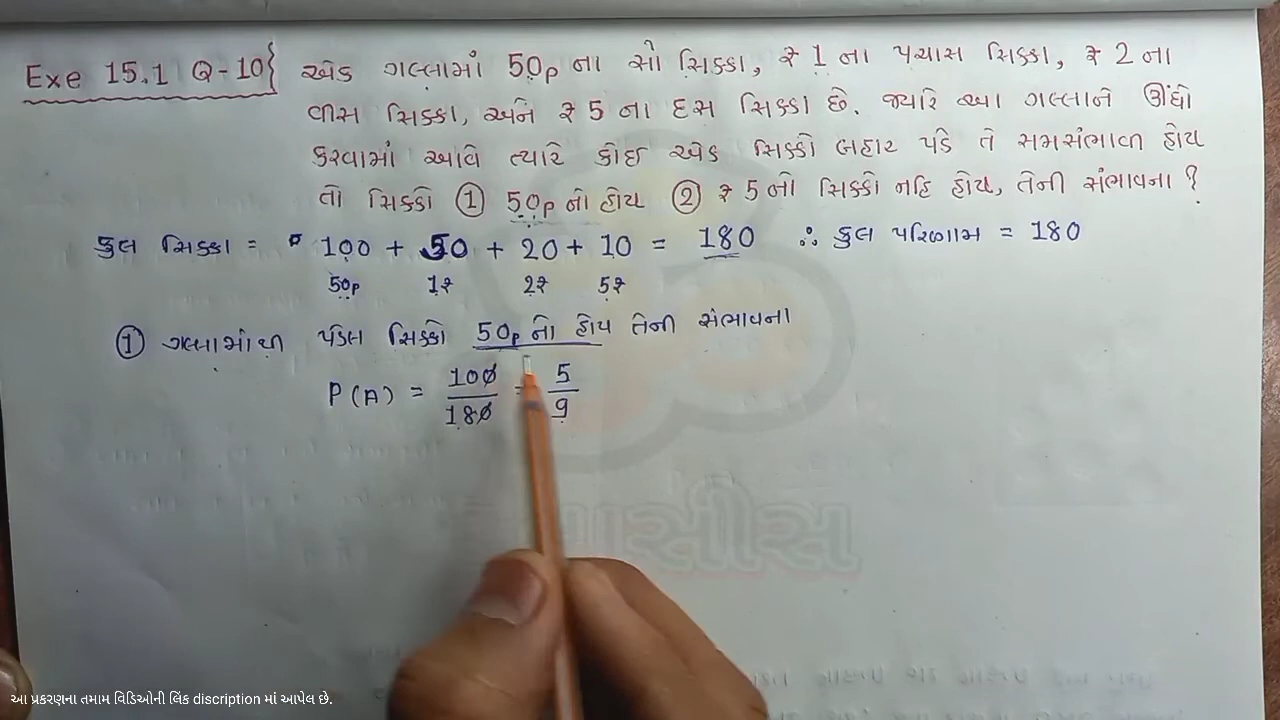 Exe 15.1 Q-10} એક ગલ્લામાં 50p ના સો સિક્કા, ₹ 1 ના પચાસ સિક્કા, ₹ 2 ના
વીસ સિક્કા, અને ₹ 5 ના દસ સિક્કા છે. જ્યારે આ ગલ્લાને ઊંધો
કરવામાં આવે ત્યારે કોઈ એક સિક્કો બહાર પડે તે સમસંભાવી હોય
તો સિક્કો ① 50p નો હોય ② ₹ 5 નો સિક્કો નહિ હોય, તેની સંભાવના ?
કુલ સિક્કા = 100 + 50 + 20 + 10 = 180 ∴ કુલ પરિણામ = 180
50p 1₹ 2₹ 5₹
① ગલ્લામાંથી પડેલ સિક્કો 50p નો હોય તેની સંભાવના
P(A) = 100/180 = 5/9
આ પ્રકરણના તમામ વિડિઓની લિંક discription માં આપેલ છે.